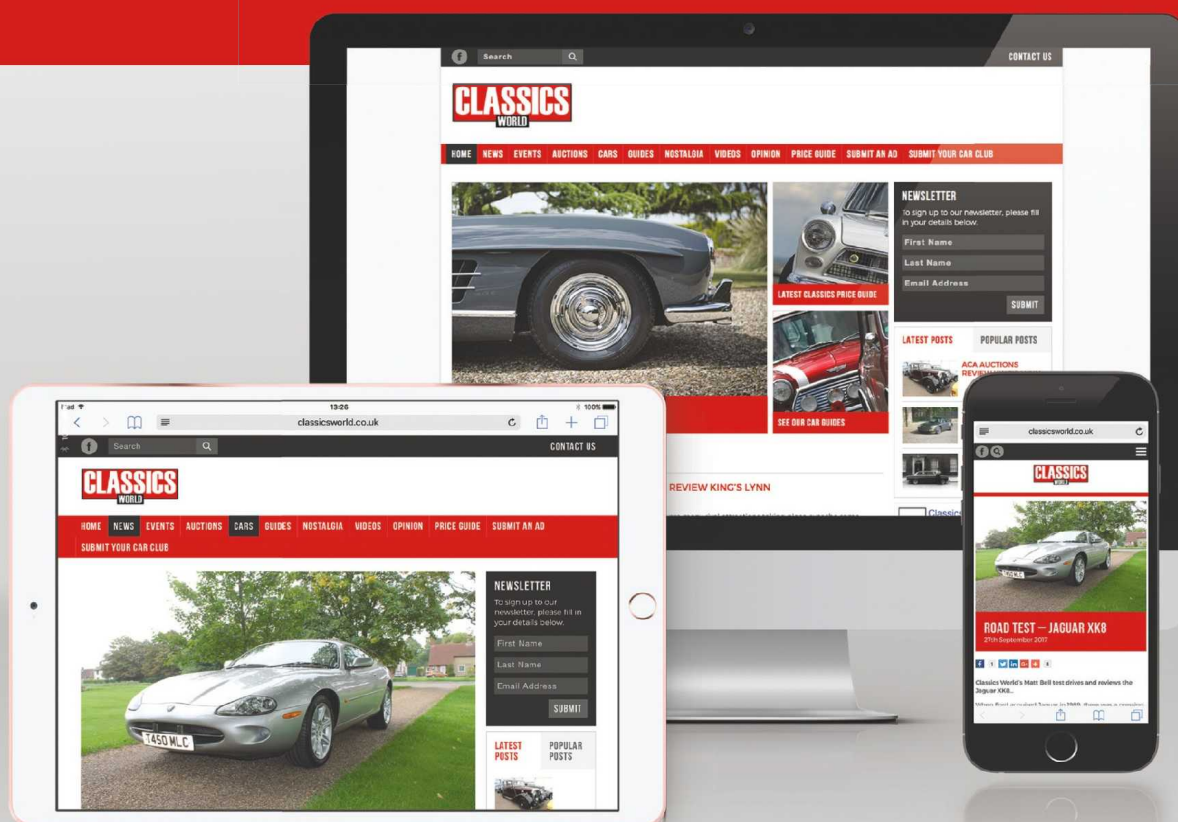 f Search CONTACT US
CLASSICS
WORLD
HOME NEWS EVENTS AUCTIONS CARS GUIDES NOSTALGIA VIDEOS OPINION PRICE GUIDE SUBMIT AN AD SUBMIT YOUR CAR CLUB
NEWSLETTER
To sign up to our newsletter, please fill
in your details below.
First Name
Last Name
Email Address
SUBMIT
LATEST CLASSICS PRICE GUIDE
SEE OUR CAR GUIDES
LATEST POSTS POPULAR POSTS
ACA AUCTIONS
REVIEW KING'S LYNN
Classic
13:26 100%
classicsworld.co.uk
f Search CONTACT US
CLASSICS
WORLD
HOME NEWS EVENTS AUCTIONS CARS GUIDES NOSTALGIA VIDEOS OPINION PRICE GUIDE SUBMIT AN AD
SUBMIT YOUR CAR CLUB
NEWSLETTER
To sign up to our
newsletter, please fill in
your details below.
First Name
Last Name
Email Address
SUBMIT
T450 MLC
LATEST POSTS
POPULAR POSTS
classicsworld.co.uk
f
CLASSICS
WORLD
T450 MLC
ROAD TEST – JAGUAR XK8
27th September 2017
Classics World's Matt Bell test drives and reviews the
Jaguar XK8...